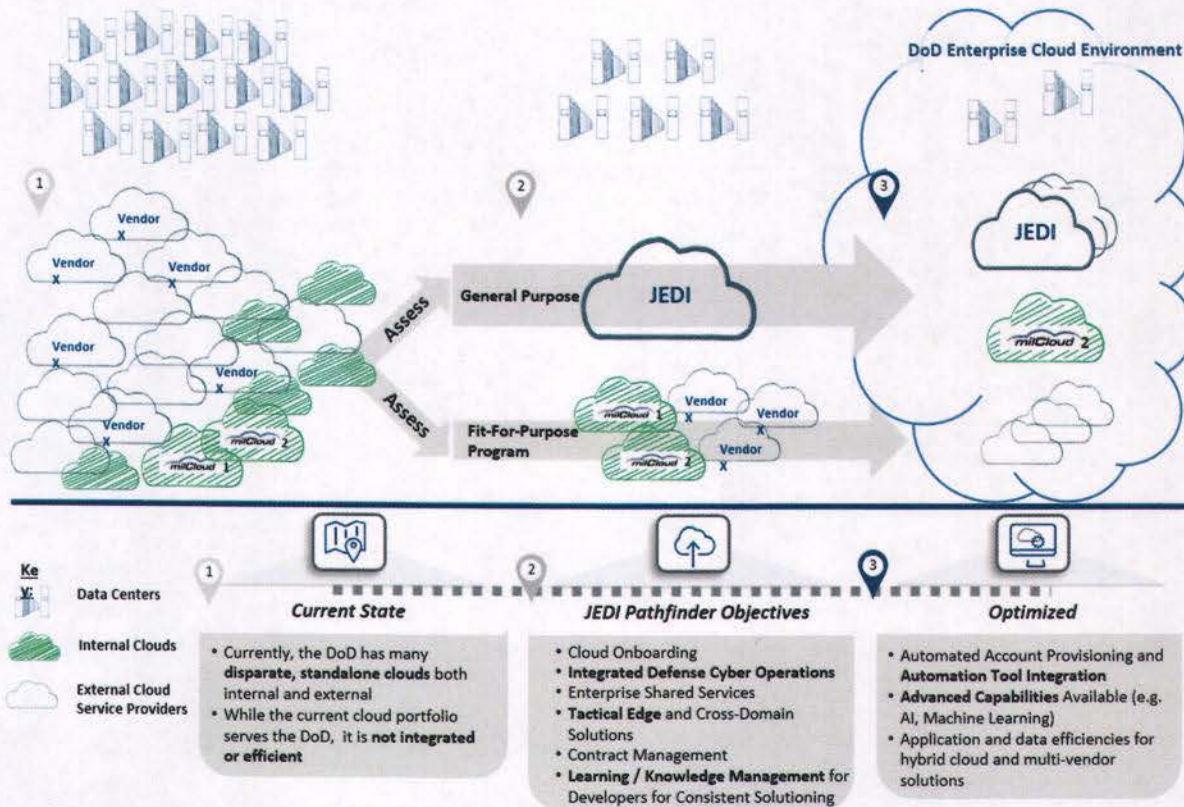 DoD Enterprise Cloud Environment
1
2
3
Vendor
X
Vendor
X
Vendor
X
Vendor
X
Vendor
X
Vendor
X
milCloud 2
milCloud 1
Assess
Assess
General Purpose
JEDI
Fit-For-Purpose
Program
milCloud 1
milCloud 2
Vendor
X
Vendor
X
Vendor
X
JEDI
milCloud 2
Ke
y:
Data Centers
Internal Clouds
External Cloud
Service Providers
1
Current State
• Currently, the DoD has many
disparate, standalone clouds both
internal and external
• While the current cloud portfolio
serves the DoD, it is not integrated
or efficient
2
JEDI Pathfinder Objectives
• Cloud Onboarding
• Integrated Defense Cyber Operations
• Enterprise Shared Services
• Tactical Edge and Cross-Domain
Solutions
• Contract Management
• Learning / Knowledge Management for
Developers for Consistent Solutioning
3
Optimized
• Automated Account Provisioning and
Automation Tool Integration
• Advanced Capabilities Available (e.g.
AI, Machine Learning)
• Application and data efficiencies for
hybrid cloud and multi-vendor
solutions